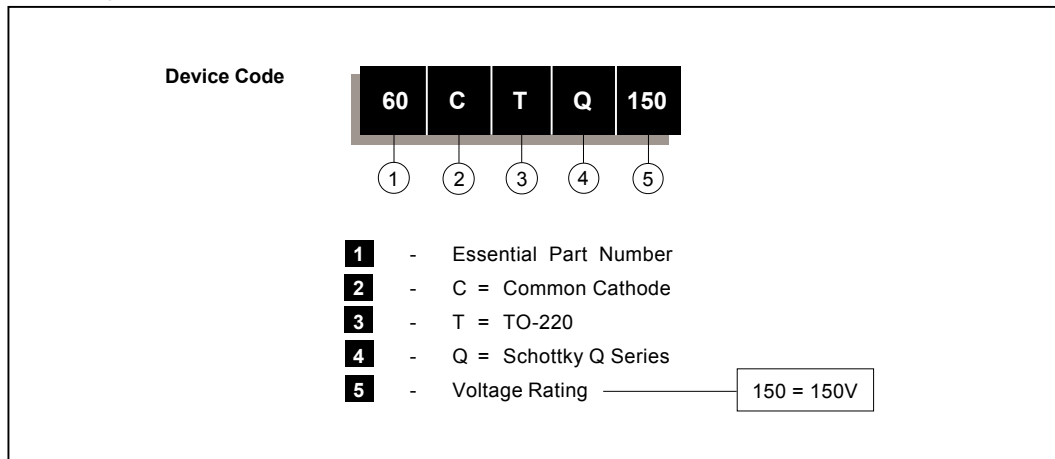 Device Code
60 C T Q 150
1 2 3 4 5
1 - Essential Part Number
2 - C = Common Cathode
3 - T = TO-220
4 - Q = Schottky Q Series
5 - Voltage Rating 150 = 150V